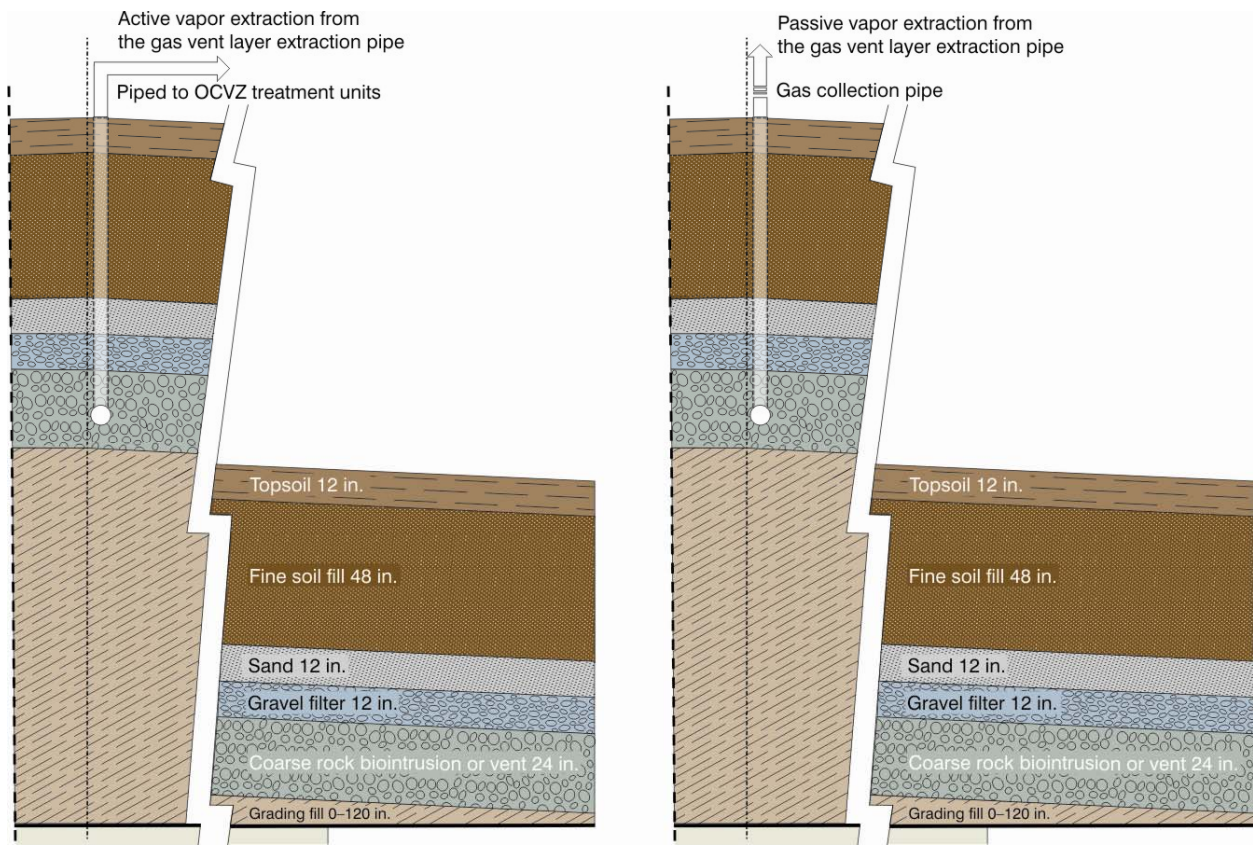 Active vapor extraction from
the gas vent layer extraction pipe
Piped to OCVZ treatment units
Topsoil 12 in.
Fine soil fill 48 in.
Sand 12 in.
Gravel filter 12 in.
Coarse rock biointrusion or vent 24 in.
Grading fill 0–120 in.
Passive vapor extraction from
the gas vent layer extraction pipe
Gas collection pipe
Topsoil 12 in.
Fine soil fill 48 in.
Sand 12 in.
Gravel filter 12 in.
Coarse rock biointrusion or vent 24 in.
Grading fill 0–120 in.